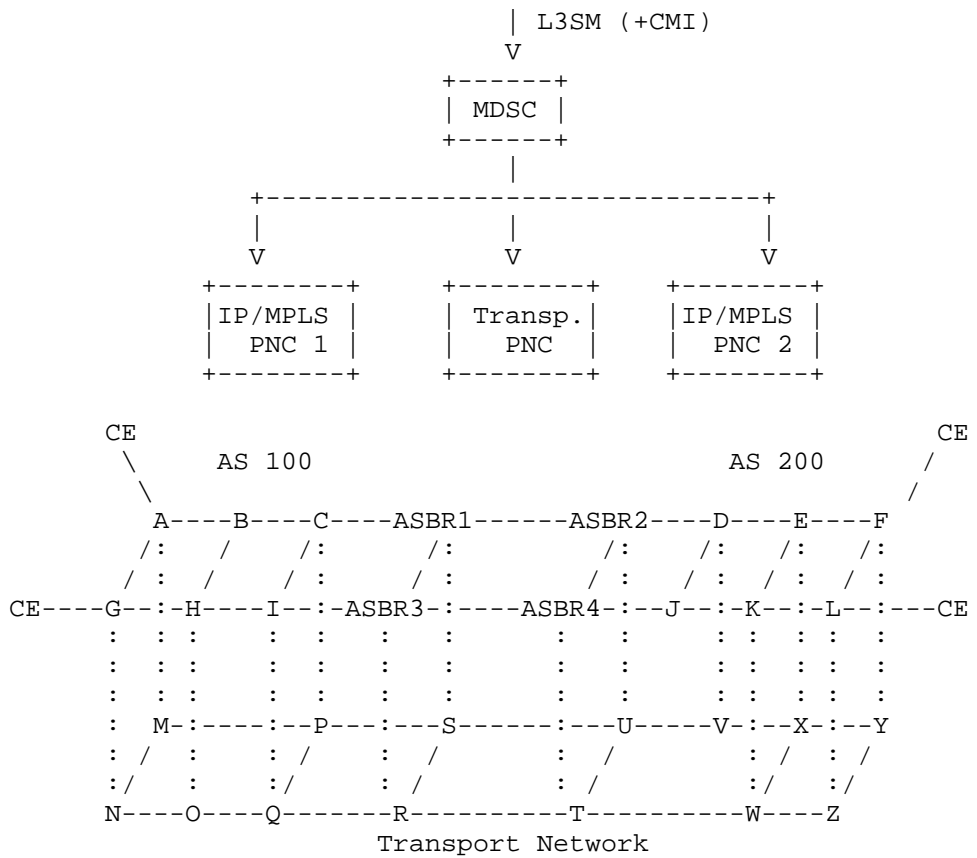 | L3SM (+CMI)
V
+------+
| MDSC |
+------+
|
+-------------------------------+
| | |
V V V
+--------+ +--------+ +--------+
|IP/MPLS | | Transp.| |IP/MPLS |
| PNC 1 | | PNC | | PNC 2 |
+--------+ +--------+ +--------+
CE CE
\ AS 100 AS 200 /
\ /
A----B----C----ASBR1------ASBR2----D----E----F
/: / /: /: /: /: /: /:
/ : / / : / : / : / : / : / :
CE----G--:-H----I--:-ASBR3-:----ASBR4-:--J--:-K--:-L--:---CE
: : : : : : : : : : : : : :
: : : : : : : : : : : : : :
: : : : : : : : : : : : : :
: M-:----:--P---:---S------:---U-----V-:--X-:--Y
: / : : / : / : / : / : /
:/ : :/ : / : / :/ :/
N----O----Q-------R----------T----------W----Z
Transport Network